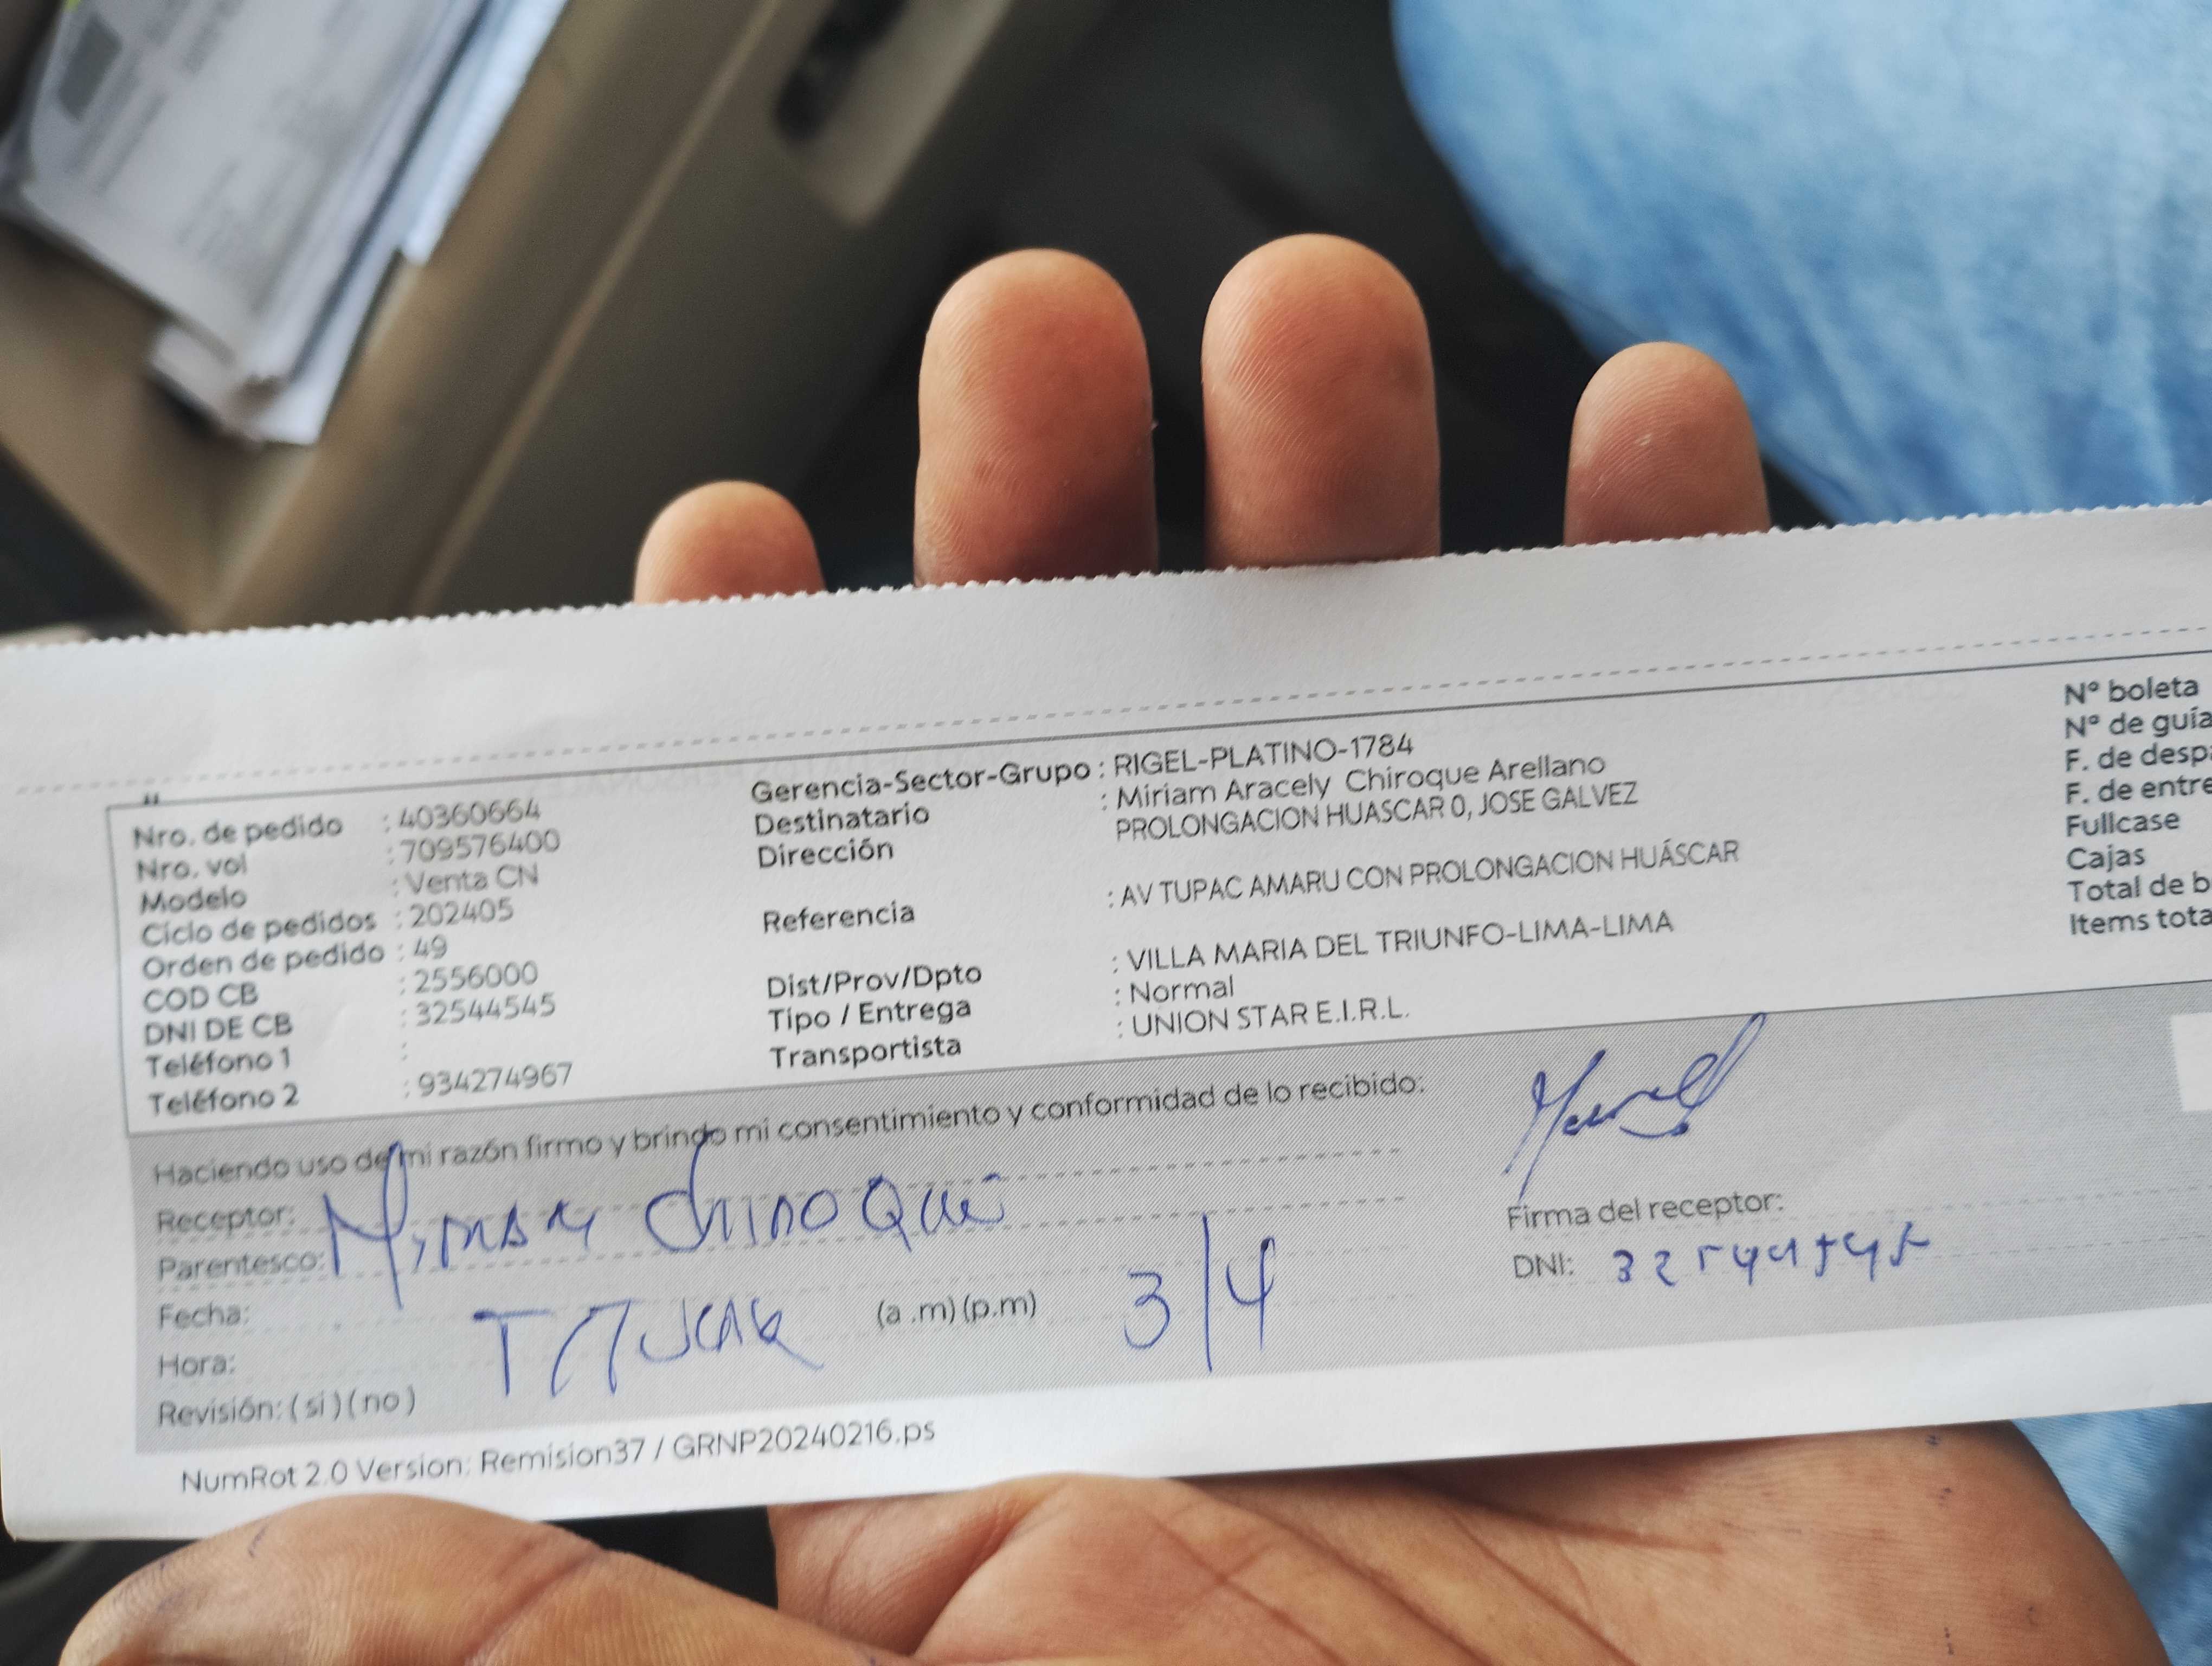 Nro. de pedido : 40360664
Nro. vol : 709576400
Modelo : Venta CN
Ciclo de pedidos : 202405
Orden de pedido : 49
COD CB : 2556000
DNI DE CB : 32544545
Teléfono 1 :
Teléfono 2 : 934274967
Gerencia-Sector-Grupo : RIGEL-PLATINO-1784
Destinatario : Miriam Aracely Chiroque Arellano
Dirección PROLONGACION HUASCAR 0, JOSE GALVEZ
Referencia : AV TUPAC AMARU CON PROLONGACION HUÁSCAR
Dist/Prov/Dpto : VILLA MARIA DEL TRIUNFO-LIMA-LIMA
Tipo / Entrega : Normal
Transportista : UNION STAR E.I.R.L.
Nº boleta
Nº de guía
F. de despa
F. de entre
Fullcase
Cajas
Total de b
Items tota
Haciendo uso de mi razón firmo y brindo mi consentimiento y conformidad de lo recibido:
Receptor: Miriam Chiroque
Parentesco:
Fecha:
Hora: Titular (a .m) (p.m) 3/4
Revisión: ( si ) ( no )
Firma del receptor:
DNI: 32544545
NumRot 2.0 Version: Remision37 / GRNP20240216.ps